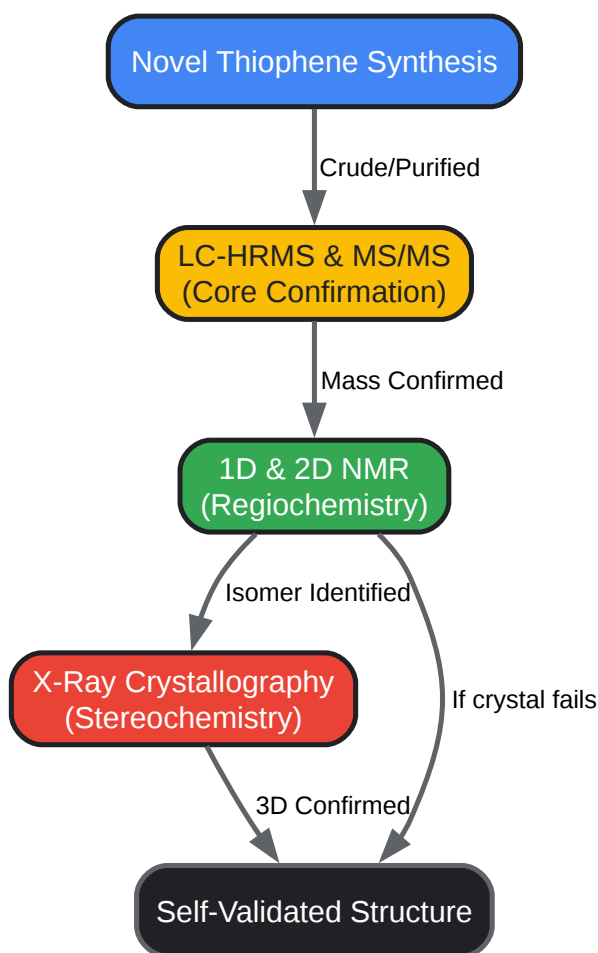 Novel Thiophene Synthesis
Crude/Purified
LC-HRMS & MS/MS
(Core Confirmation)
Mass Confirmed
1D & 2D NMR
(Regiochemistry)
Isomer Identified
X-Ray Crystallography
(Stereochemistry)
If crystal fails
3D Confirmed
Self-Validated Structure